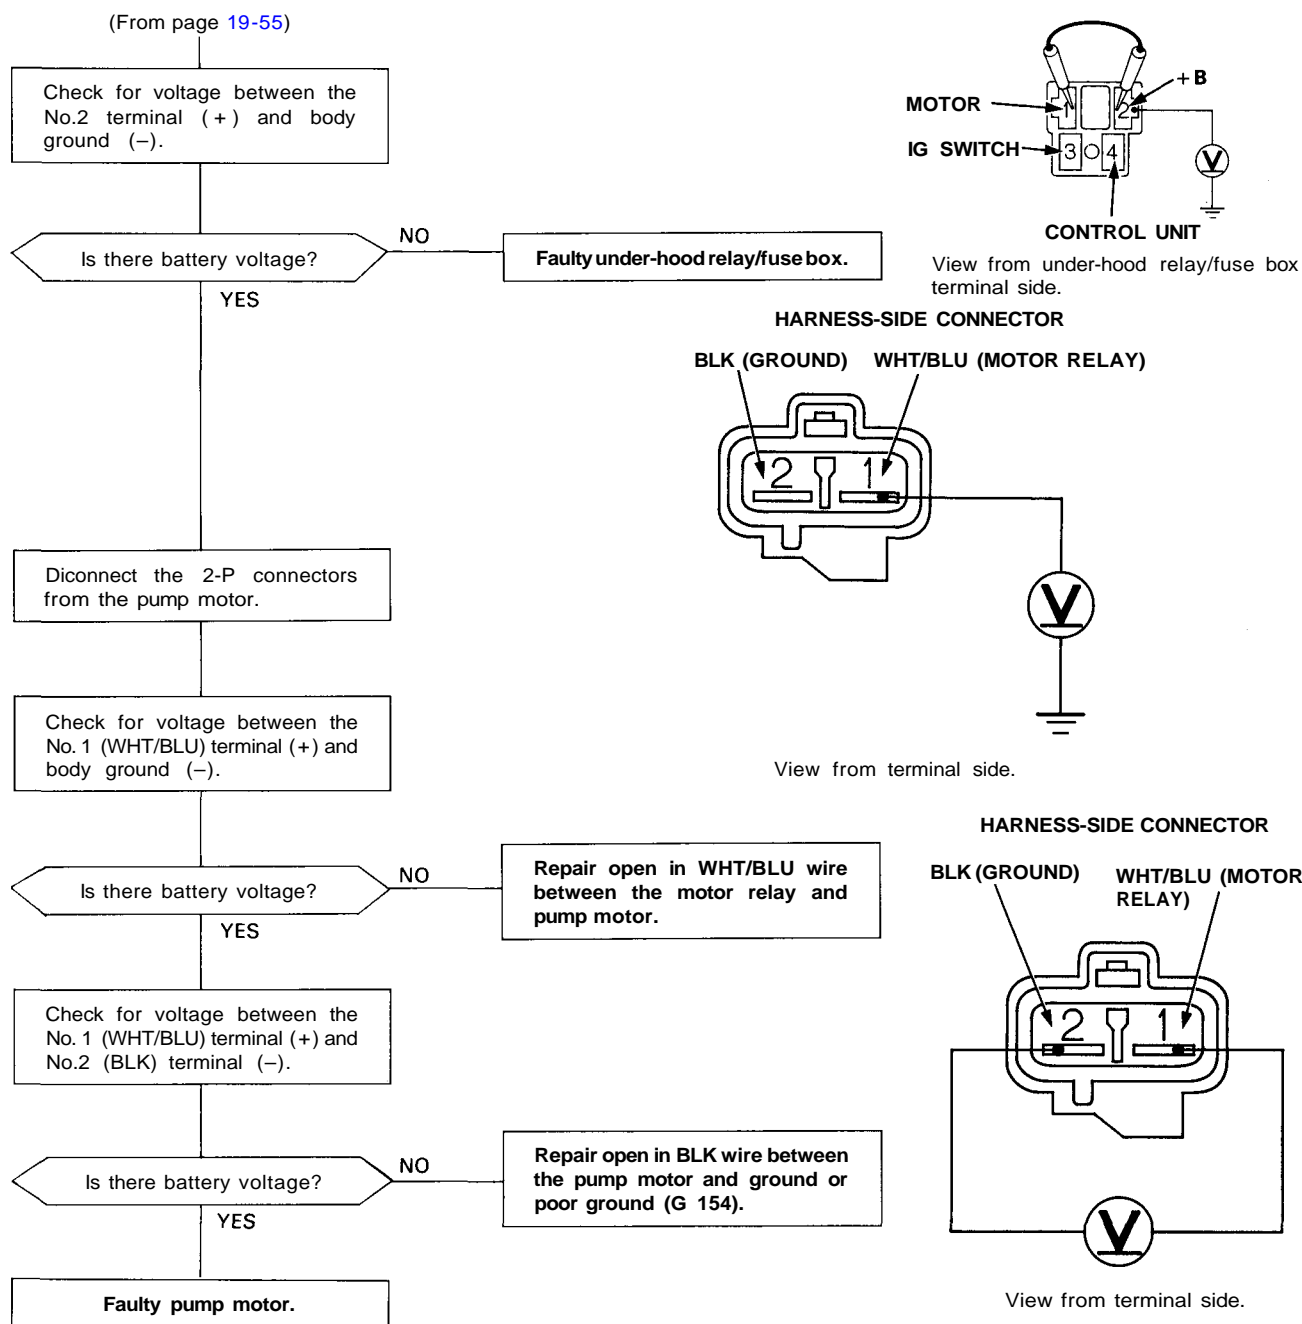 (From page 19-55)
Check for voltage between the
No.2 terminal (+) and body
ground (–).
Is there battery voltage?
NO
Faulty under-hood relay/fuse box.
YES
MOTOR
+B
1
2
IG SWITCH
3
4
V
CONTROL UNIT
View from under-hood relay/fuse box
terminal side.
HARNESS-SIDE CONNECTOR
BLK (GROUND)
WHT/BLU (MOTOR RELAY)
2
1
V
View from terminal side.
Diconnect the 2-P connectors
from the pump motor.
Check for voltage between the
No. 1 (WHT/BLU) terminal (+) and
body ground (–).
Is there battery voltage?
NO
Repair open in WHT/BLU wire
between the motor relay and
pump motor.
YES
Check for voltage between the
No. 1 (WHT/BLU) terminal (+) and
No.2 (BLK) terminal (–).
Is there battery voltage?
NO
Repair open in BLK wire between
the pump motor and ground or
poor ground (G 154).
YES
Faulty pump motor.
HARNESS-SIDE CONNECTOR
BLK (GROUND)
WHT/BLU (MOTOR
RELAY)
2
1
V
View from terminal side.